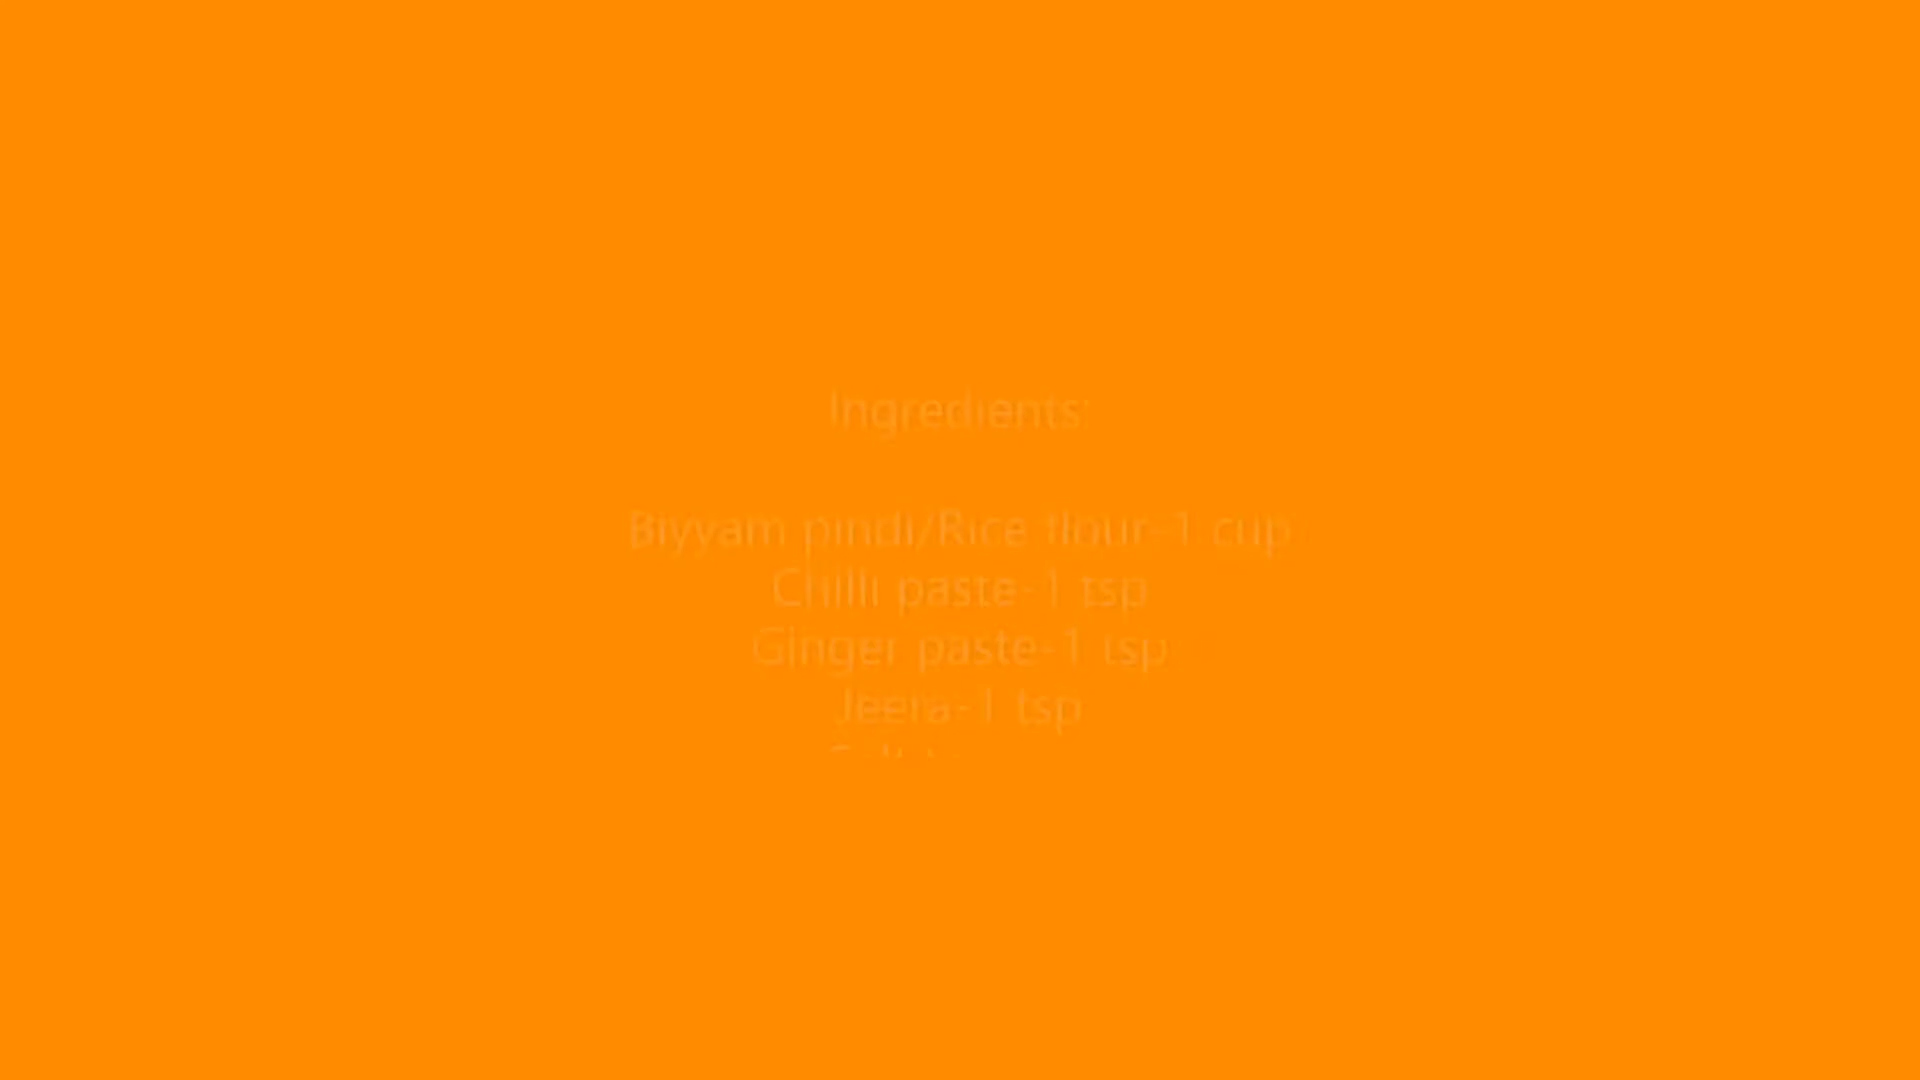 Ingredients:
Biyyam pindi/Rice flour-1 cup
Chilli paste-1 tsp
Ginger paste-1 tsp
Jeera-1 tsp